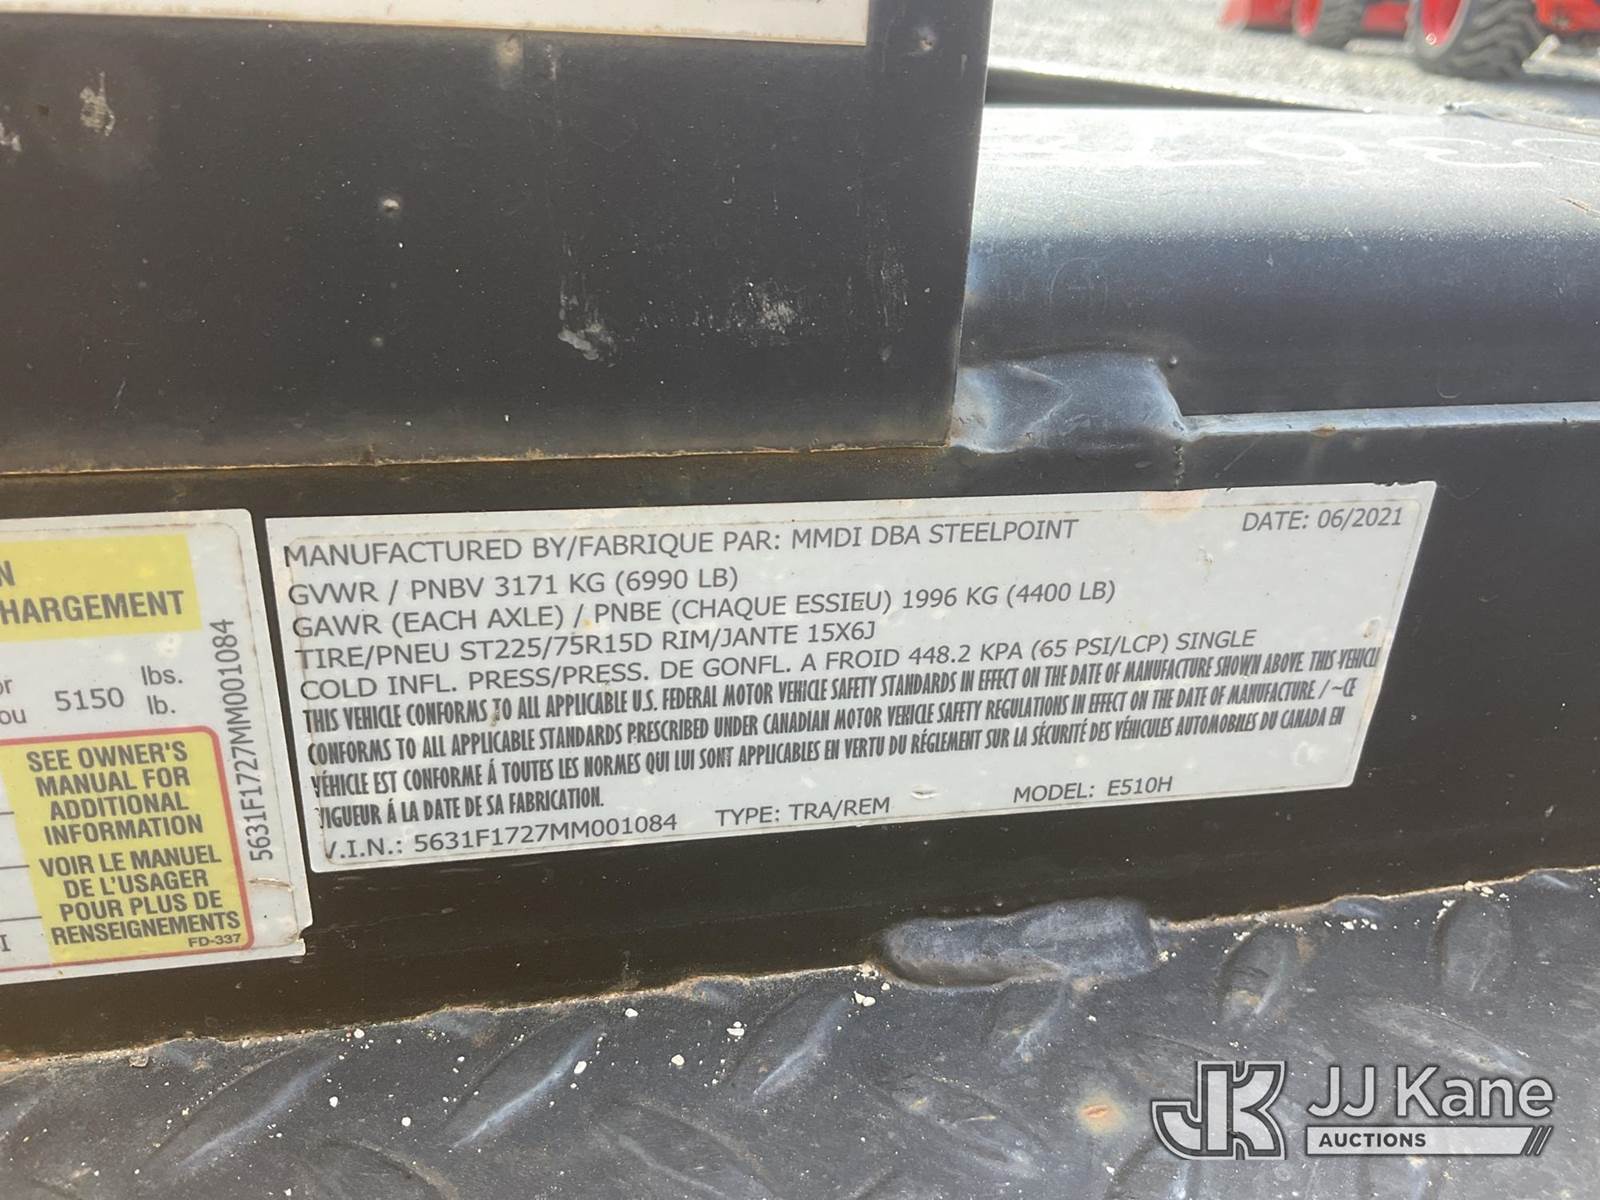 N
HARGEMENT
or
ou
5150
lbs.
lb.
SEE OWNER'S
MANUAL FOR
ADDITIONAL
INFORMATION
VOIR LE MANUEL
DE L'USAGER
POUR PLUS DE
RENSEIGNEMENTS
FD-337
I
5631F1727MM001084
MANUFACTURED BY/FABRIQUE PAR: MMDI DBA STEELPOINT DATE: 06/2021
GVWR / PNBV 3171 KG (6990 LB)
GAWR (EACH AXLE) / PNBE (CHAQUE ESSIEU) 1996 KG (4400 LB)
TIRE/PNEU ST225/75R15D RIM/JANTE 15X6J
COLD INFL. PRESS/PRESS. DE GONFL. A FROID 448.2 KPA (65 PSI/LCP) SINGLE
THIS VEHICLE CONFORMS TO ALL APPLICABLE U.S. FEDERAL MOTOR VEHICLE SAFETY STANDARDS IN EFFECT ON THE DATE OF MANUFACTURE SHOWN ABOVE. THIS VEHICLE
CONFORMS TO ALL APPLICABLE STANDARDS PRESCRIBED UNDER CANADIAN MOTOR VEHICLE SAFETY REGULATIONS IN EFFECT ON THE DATE OF MANUFACTURE. / ~CE
VÉHICLE EST CONFORME Á TOUTES LES NORMES QUI LUI SONT APPLICABLES EN VERTU DU RÉGLEMENT SUR LA SÉCURITÉ DES VÉHICULES AUTOMOBILES DU CANADA EN
VIGUEUR Á LA DATE DE SA FABRICATION.
V.I.N.: 5631F1727MM001084 TYPE: TRA/REM MODEL: E510H
JK JJ Kane
AUCTIONS